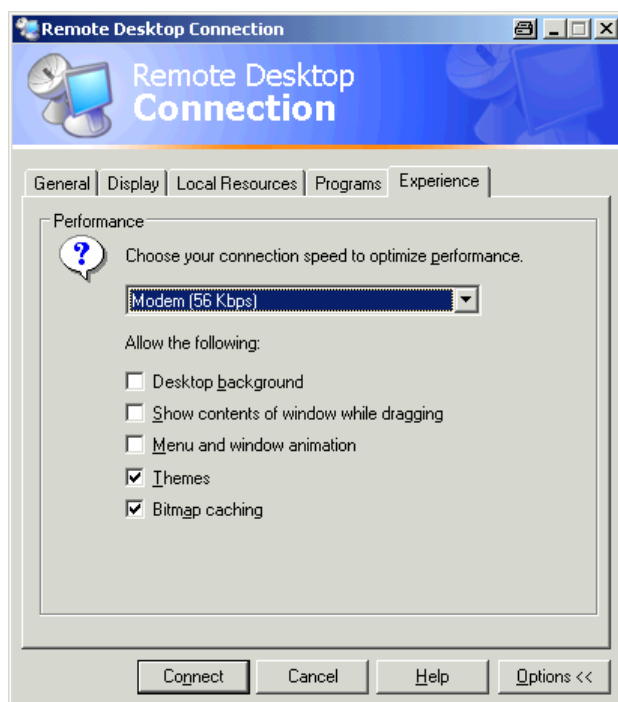 Remote Desktop Connection
Remote Desktop
Connection
General Display Local Resources Programs Experience
Performance
Choose your connection speed to optimize performance.
Modem (56 Kbps)
Allow the following:
Desktop background
Show contents of window while dragging
Menu and window animation
Themes
Bitmap caching
Connect Cancel Help Options <<